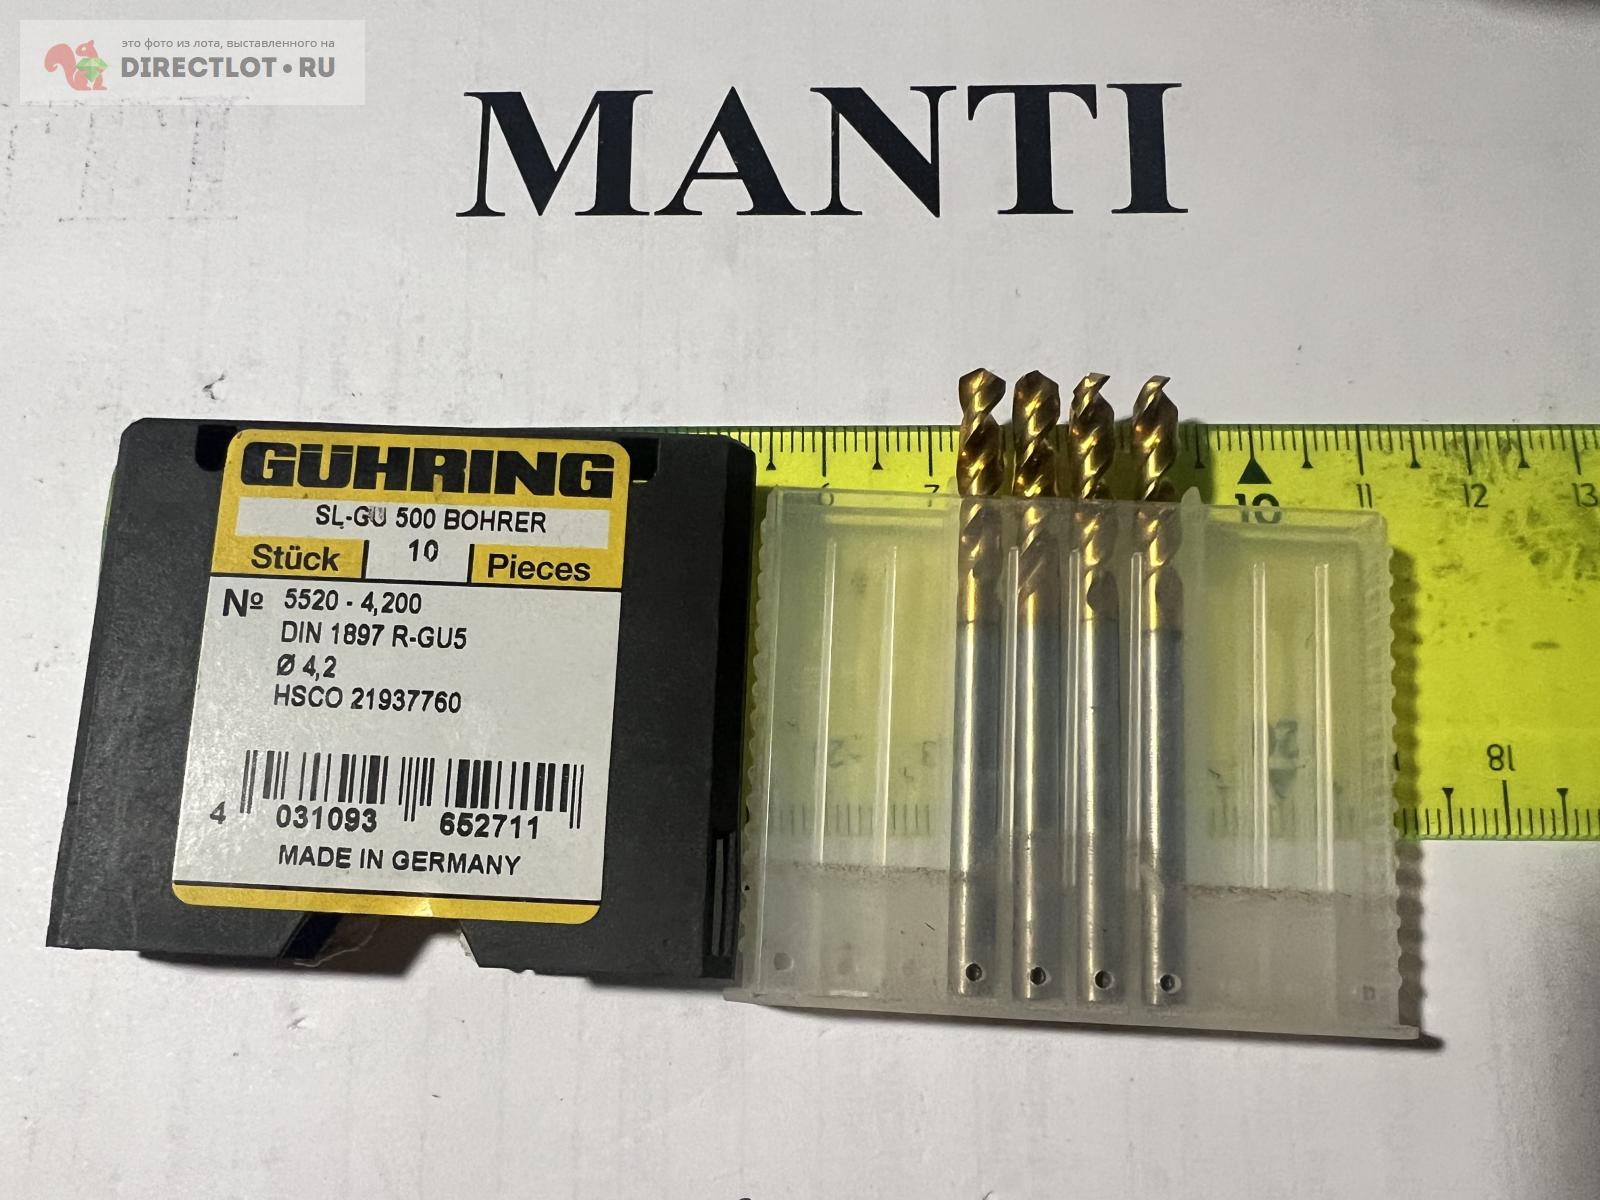 это фото из лота, выставленного на
DIRECTLOT•RU
MANTI
GÜHRING
SL-GU 500 BOHRER
Stück 10 Pieces
Nº 5520 - 4,200
DIN 1897 R-GU5
Ø 4,2
HSCO 21937760
4 031093 652711
MADE IN GERMANY
6 7 10 11 12 13
18